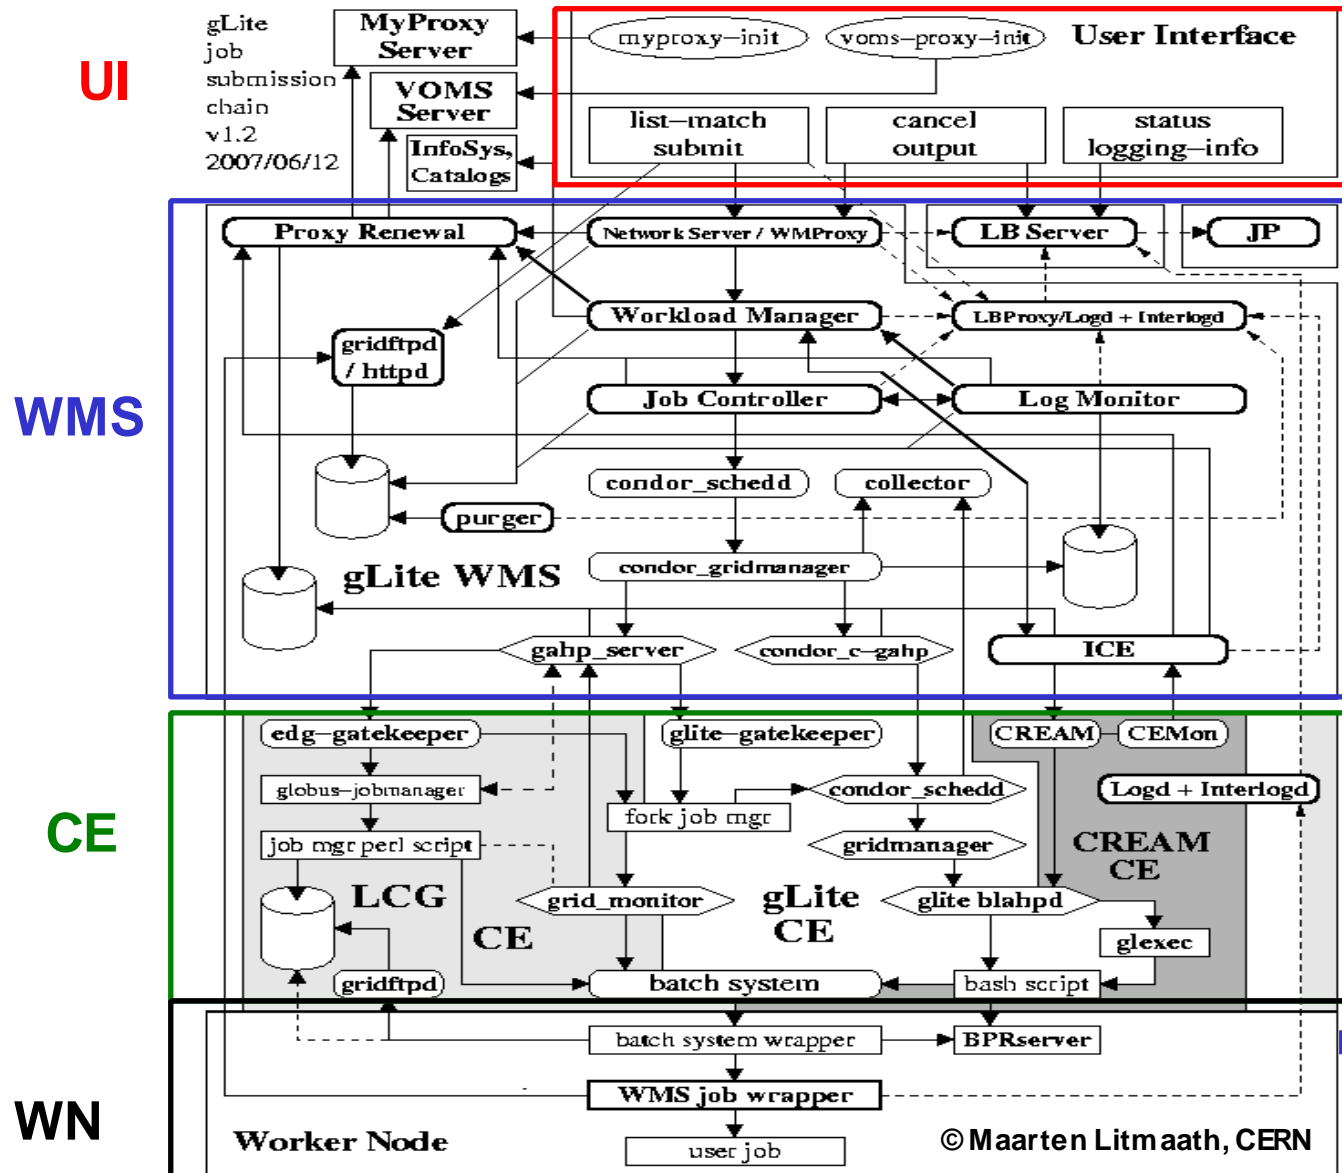 gLite
job
submission
chain
v1.2
2007/06/12
UI
MyProxy
Server
VOMS
Server
InfoSys,
Catalogs
myproxy-init
voms-proxy-init
User Interface
list-match
submit
cancel
output
status
logging-info
WMS
Proxy Renewal
Network Server / WMProxy
LB Server
JP
Workload Manager
LBProxy/Logd + Interlogd
gridftpd
/ httpd
Job Controller
Log Monitor
condor_schedd
collector
purger
gLite WMS
condor_gridmanager
gahp_server
condor_c-gahp
ICE
CE
edg-gatekeeper
glite-gatekeeper
CREAM
CEMon
globus-jobmanager
condor_schedd
Logd + Interlogd
fork job mgr
job mgr perl script
gridmanager
CREAM
CE
LCG
CE
grid_monitor
gLite
CE
glite blahpd
glexec
gridftpd
batch system
bash script
WN
batch system wrapper
BPRserver
WMS job wrapper
Worker Node
user job
© Maarten Litmaath, CERN